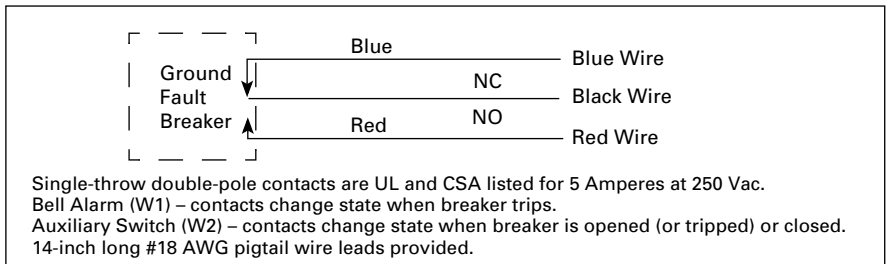 Blue
Blue Wire
Ground
Fault
Breaker
NC
Black Wire
NO
Red
Red Wire
Single-throw double-pole contacts are UL and CSA listed for 5 Amperes at 250 Vac.
Bell Alarm (W1) – contacts change state when breaker trips.
Auxiliary Switch (W2) – contacts change state when breaker is opened (or tripped) or closed.
14-inch long #18 AWG pigtail wire leads provided.